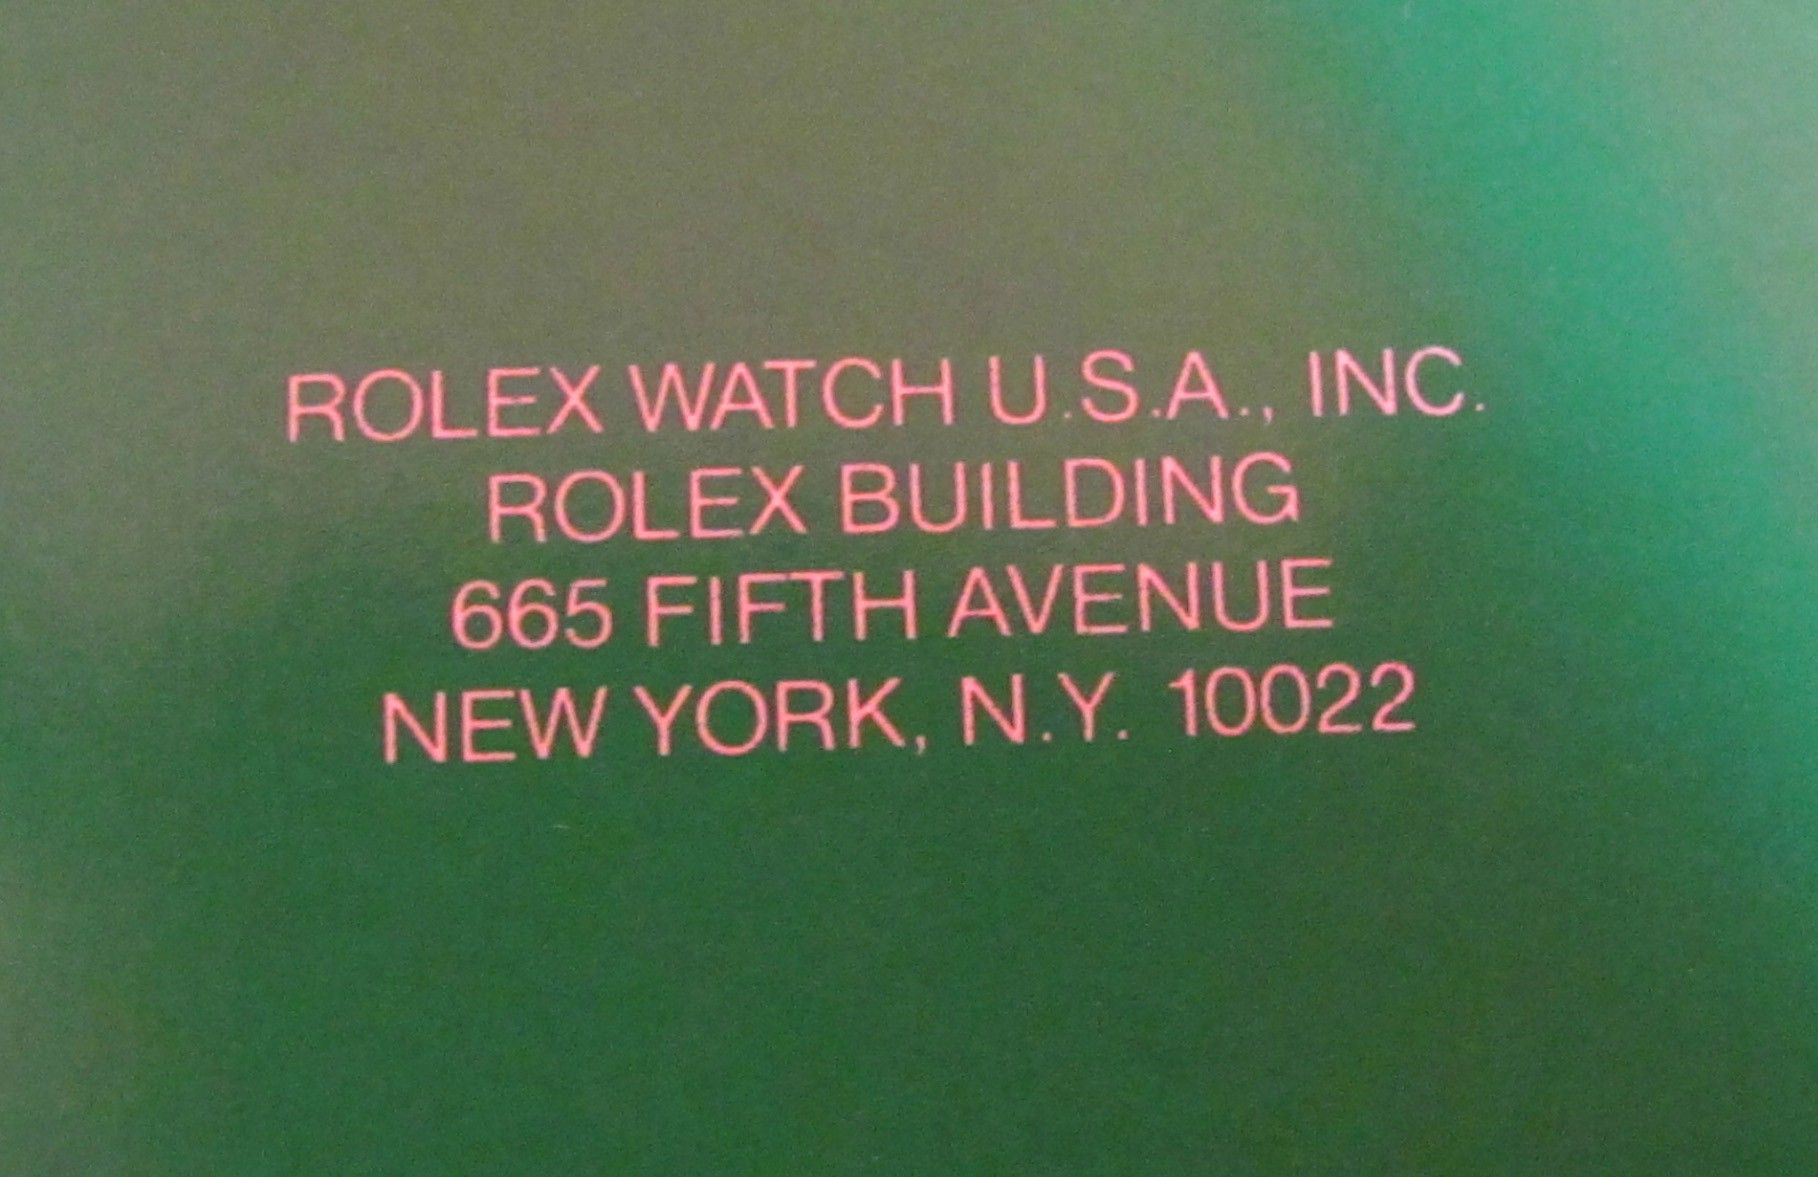 ROLEX WATCH U.S.A., INC.
ROLEX BUILDING
665 FIFTH AVENUE
NEW YORK, N.Y. 10022